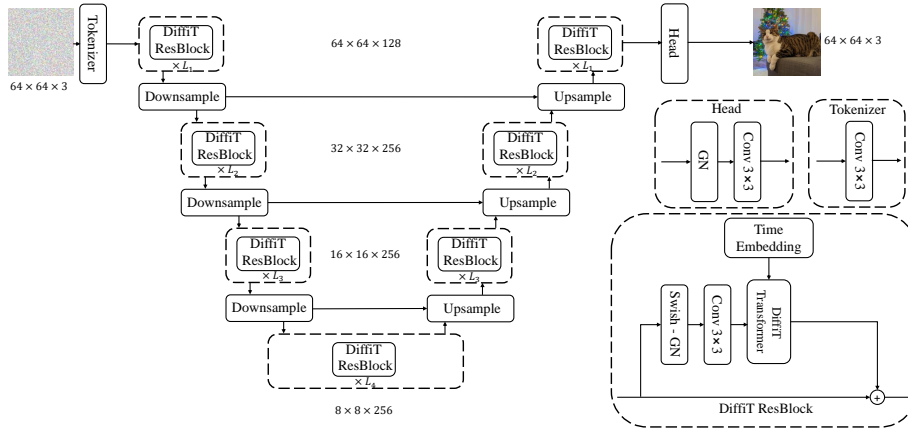 64 × 64 × 3
Tokenizer
DiffiT
ResBlock
× L₁
64 × 64 × 128
DiffiT
ResBlock
× L₁
Head
64 × 64 × 3
Downsample
Upsample
DiffiT
ResBlock
× L₂
32 × 32 × 256
DiffiT
ResBlock
× L₂
Downsample
Upsample
DiffiT
ResBlock
× L₃
16 × 16 × 256
DiffiT
ResBlock
× L₃
Downsample
Upsample
DiffiT
ResBlock
× L₄
8 × 8 × 256
Head
GN
Conv 3×3
Tokenizer
Conv 3×3
Time
Embedding
Swish - GN
Conv 3×3
DiffiT
Transformer
+
DiffiT ResBlock